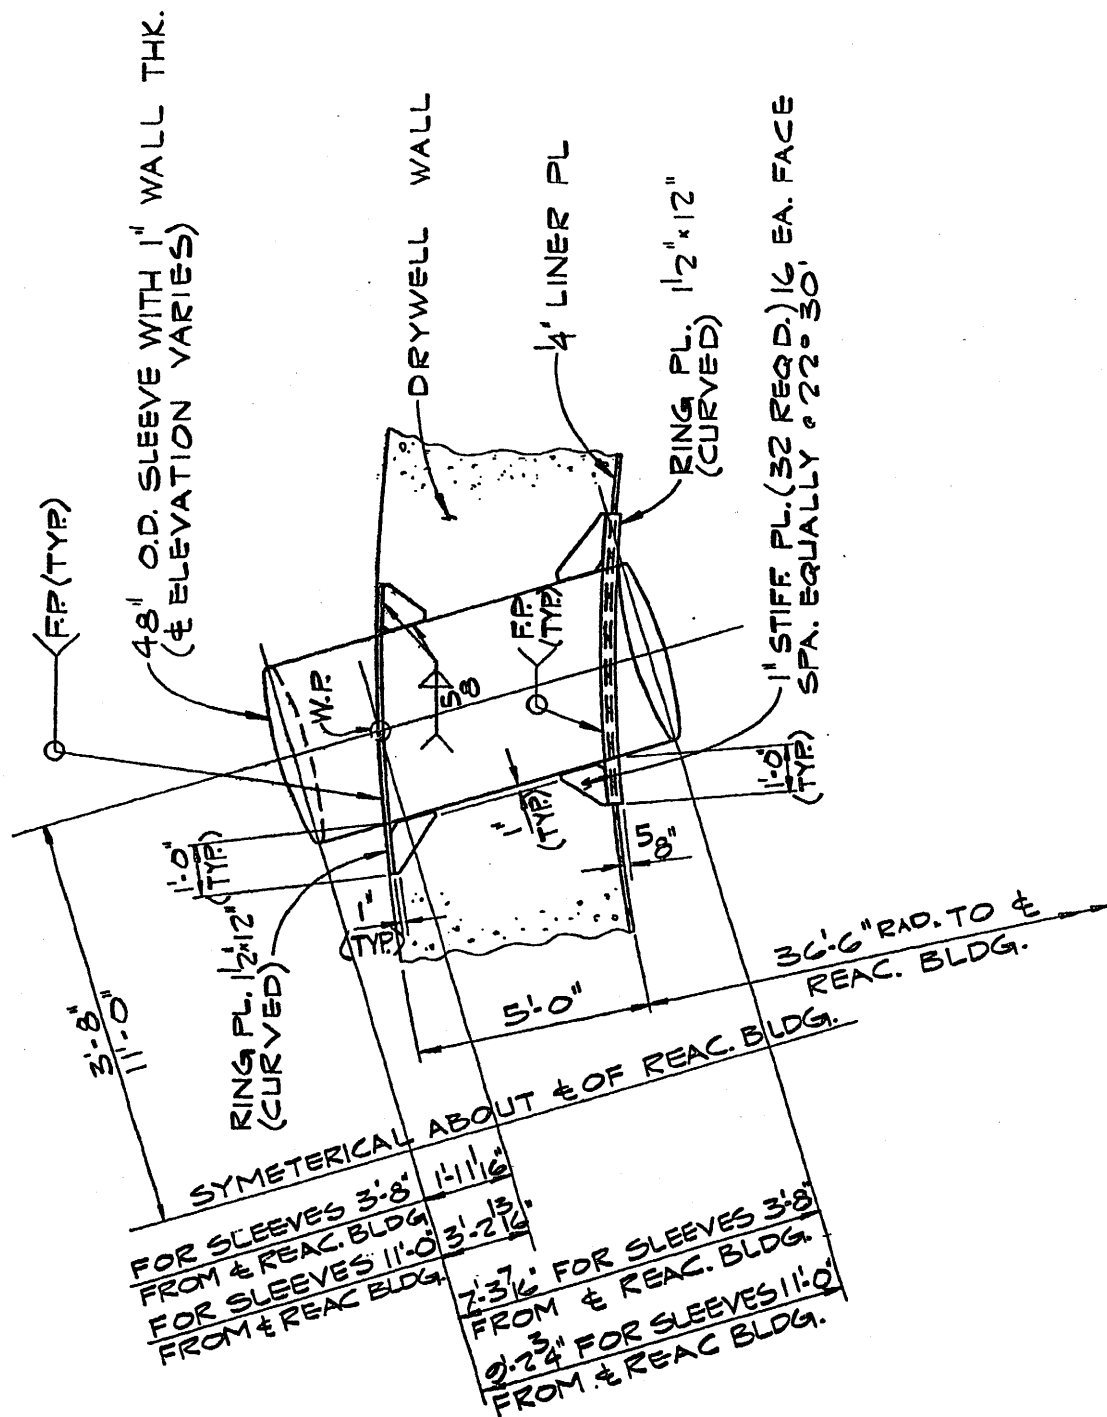 F.P. (TYP.)
48" O.D. SLEEVE WITH 1" WALL THK.
(℄ ELEVATION VARIES)
DRYWELL WALL
1/4" LINER PL
RING PL. 1 1/2" x 12"
(CURVED)
1" STIFF. PL. (32 REQD.) 16 EA. FACE
SPA. EQUALLY @ 22° 30'
W.P.
5/8
F.P.
(TYP.)
1"
(TYP.)
1'-0"
(TYP.)
5/8"
1'-0"
(TYP.)
1"
(TYP.)
RING PL. 1 1/2" x 12"
(CURVED)
3'-8"
11'-0"
5'-0"
36'-6" RAD. TO ℄
REAC. BLDG.
SYMETERICAL ABOUT ℄ OF REAC. BLDG.
FOR SLEEVES 3'-8"
FROM ℄ REAC. BLDG.
1'-11 1/16"
FOR SLEEVES 11'-0"
FROM ℄ REAC BLDG.
3'-2 13/16"
7'-3 7/16" FOR SLEEVES 3'-8"
FROM ℄ REAC. BLDG.
9'-2 3/4" FOR SLEEVES 11'-0"
FROM ℄ REAC BLDG.